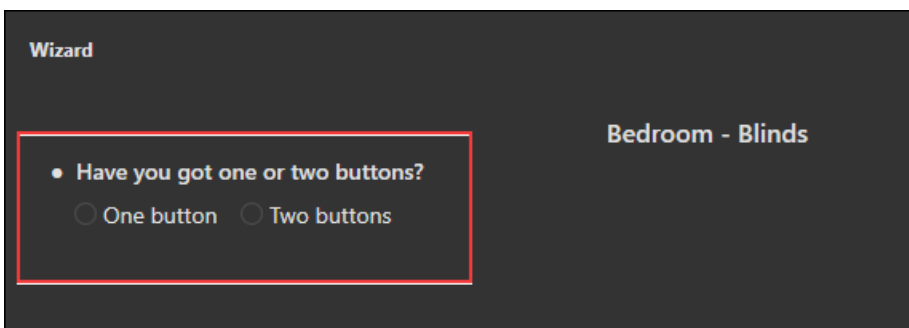 Wizard
Bedroom - Blinds
• Have you got one or two buttons?
One button Two buttons